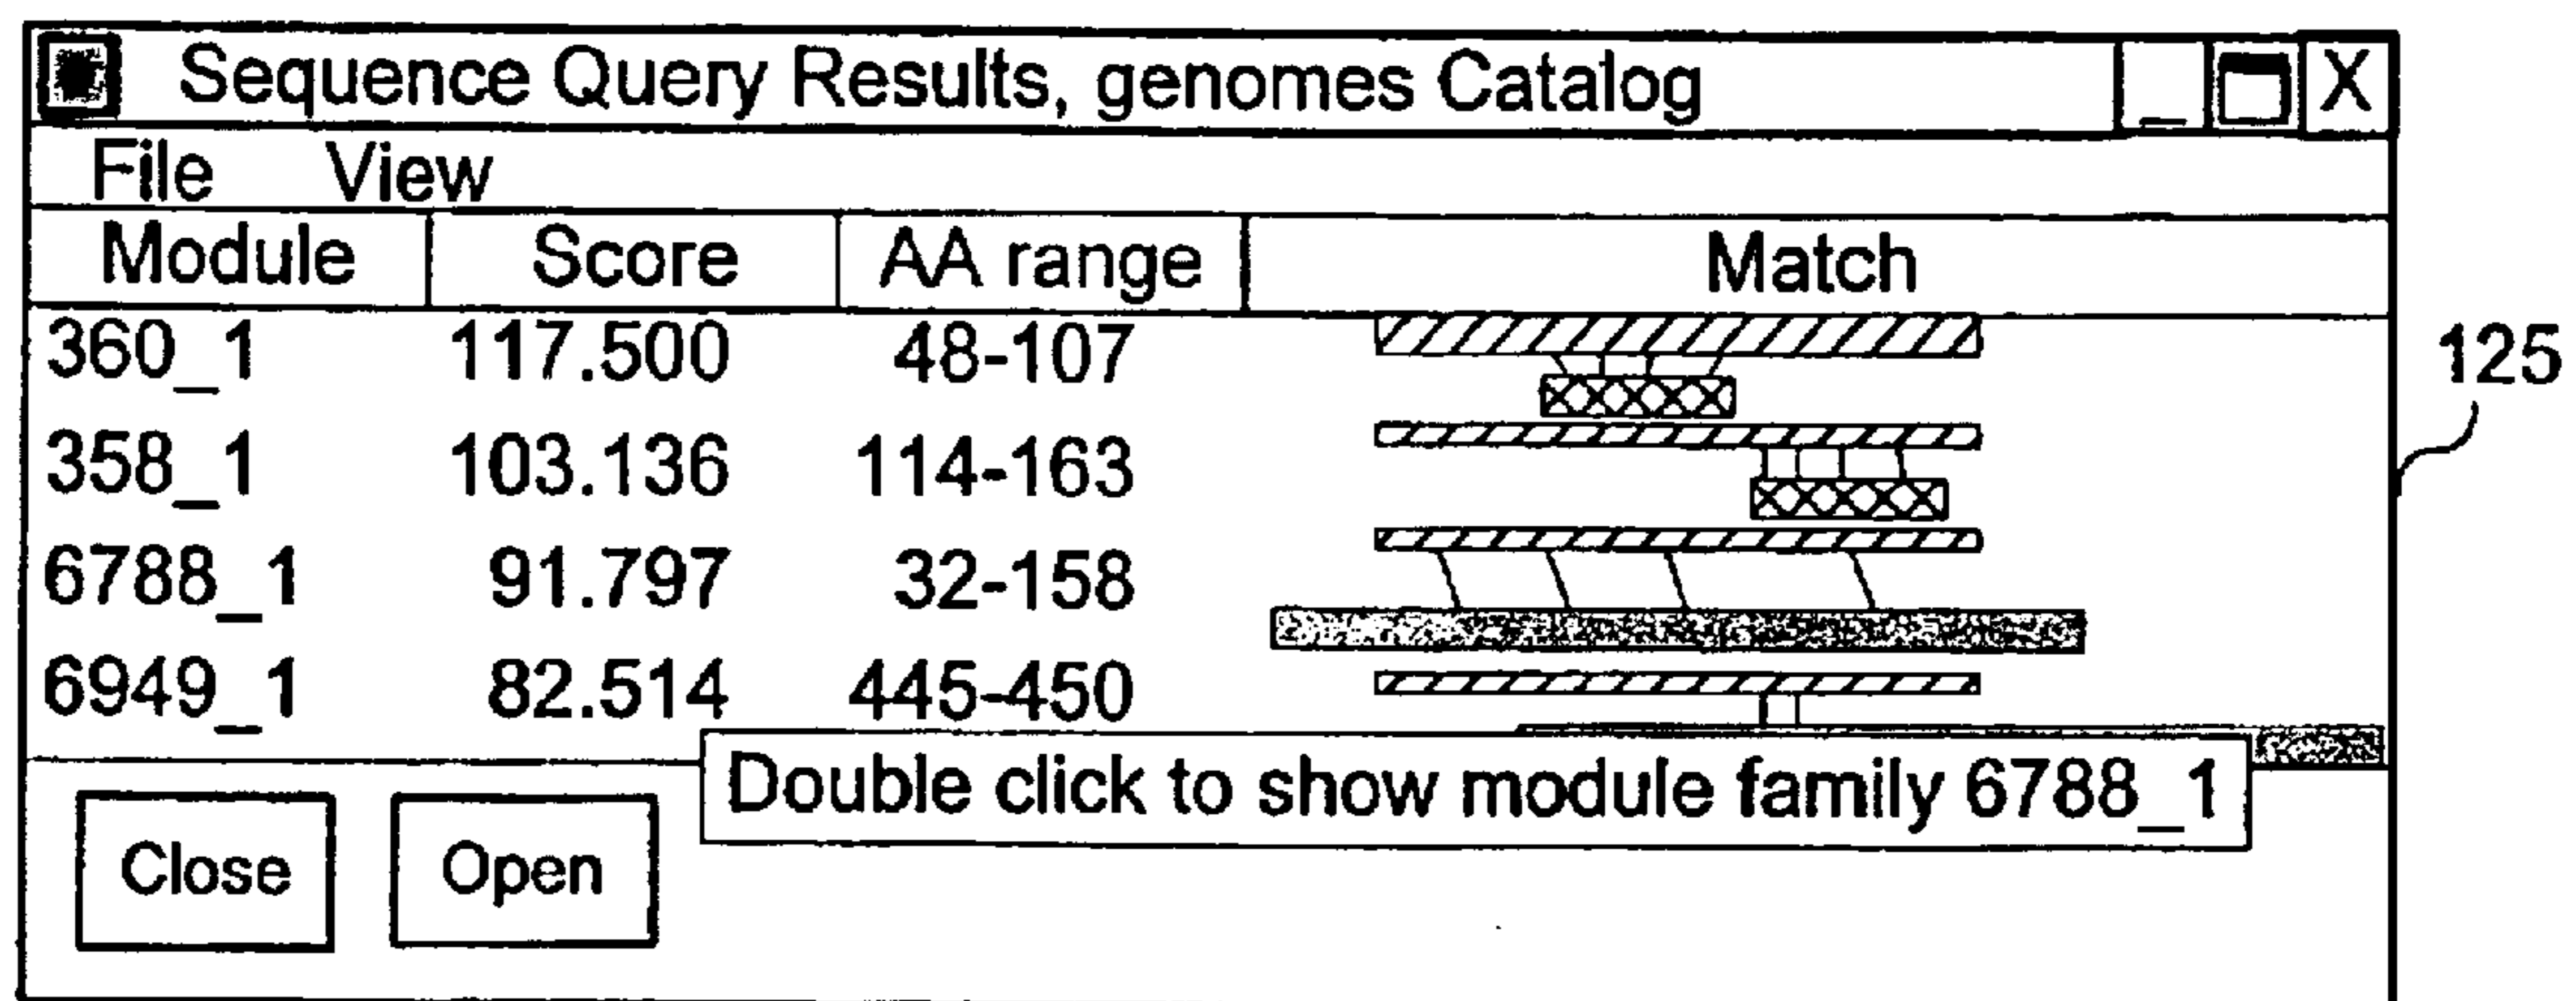 Sequence Query Results, genomes Catalog _ X
File View
Module Score AA range Match
360_1 117.500 48-107
125
358_1 103.136 114-163
6788_1 91.797 32-158
6949_1 82.514 445-450
Double click to show module family 6788_1
Close Open